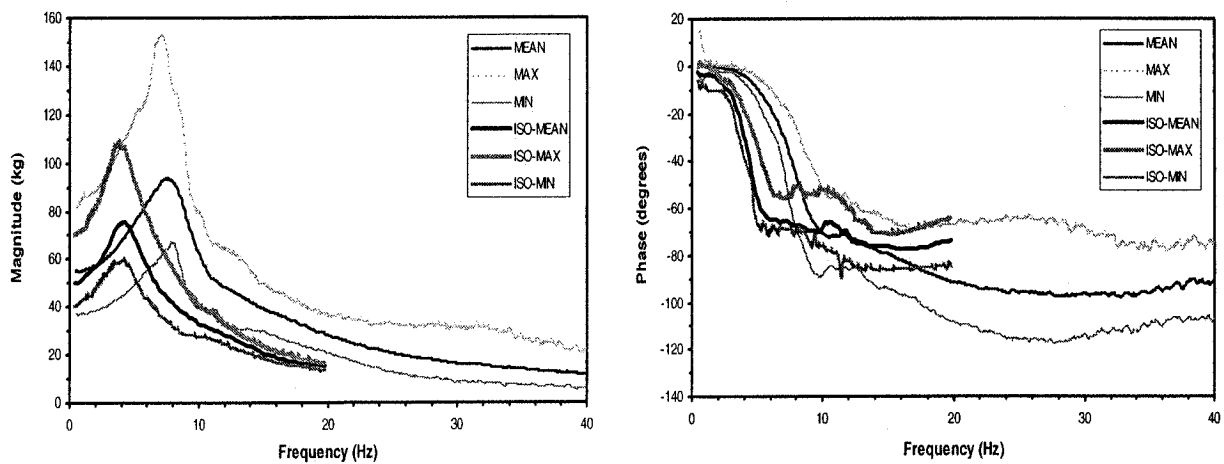 Magnitude (kg)
160
140
120
100
80
60
40
20
0
0
10
20
30
40
Frequency (Hz)
MEAN
MAX
MIN
ISO-MEAN
ISO-MAX
ISO-MIN
Phase (degrees)
20
0
-20
-40
-60
-80
-100
-120
-140
0
10
20
30
40
Frequency (Hz)
MEAN
MAX
MIN
ISO-MEAN
ISO-MAX
ISO-MIN